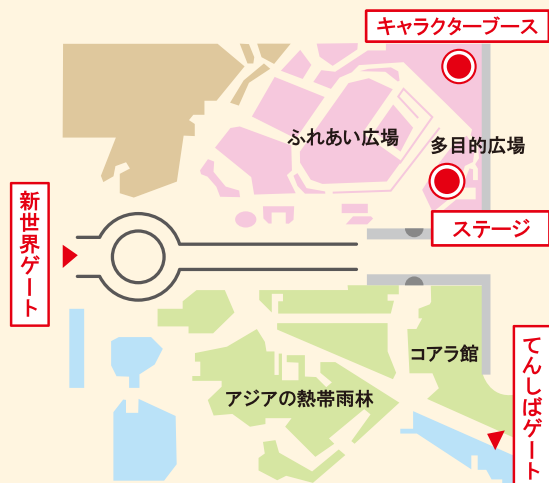 キャラクターブース
ふれあい広場
多目的広場
ステージ
新世界ゲート
コアラ館
アジアの熱帯雨林
てんしばゲート